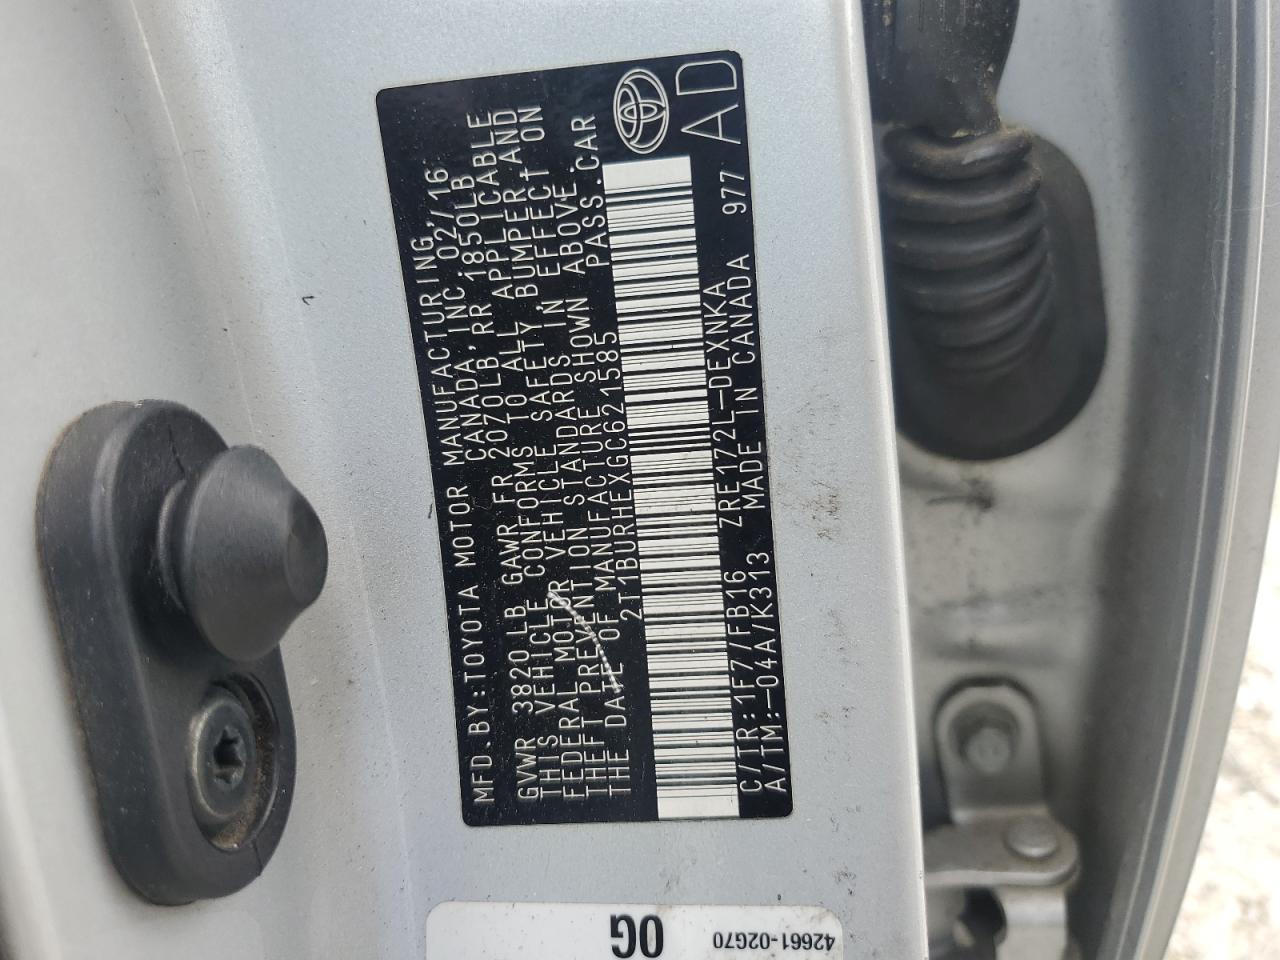 MFD.BY:TOYOTA MOTOR MANUFACTURING
CANADA,INC. 02/16
GVWR 3820 LB GAWR FR 2070LB,RR 1850LB
THIS VEHICLE CONFORMS TO ALL APPLICABLE
FEDERAL MOTOR VEHICLE SAFETY,BUMPER,AND
THEFT PREVENTION STANDARDS IN EFFECT ON
THE DATE OF MANUFACTURE SHOWN ABOVE.
2T1BURHEXGC621585 PASS.CAR
C/TR:1F7/FB16 ZRE172L-DEXNKA 977
A/TM:-04A/K313 MADE IN CANADA
AD
0G
42661-02G70